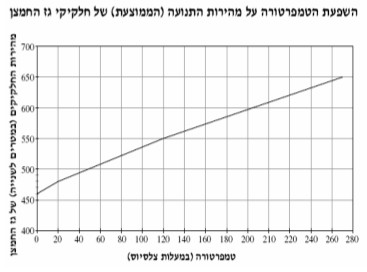 השפעת הטמפרטורה על מהירות התנועה (הממוצעת) של חלקיקי גז החמצן
מהירות החלקיקים (במטרים לשנייה) של גז החמצן
700
650
600
550
500
450
400
0 20 40 60 80 100 120 140 160 180 200 220 240 260 280
טמפרטורה (במעלות צלסיוס)